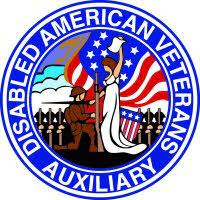 DISABLED AMERICAN VETERANS
AUXILIARY